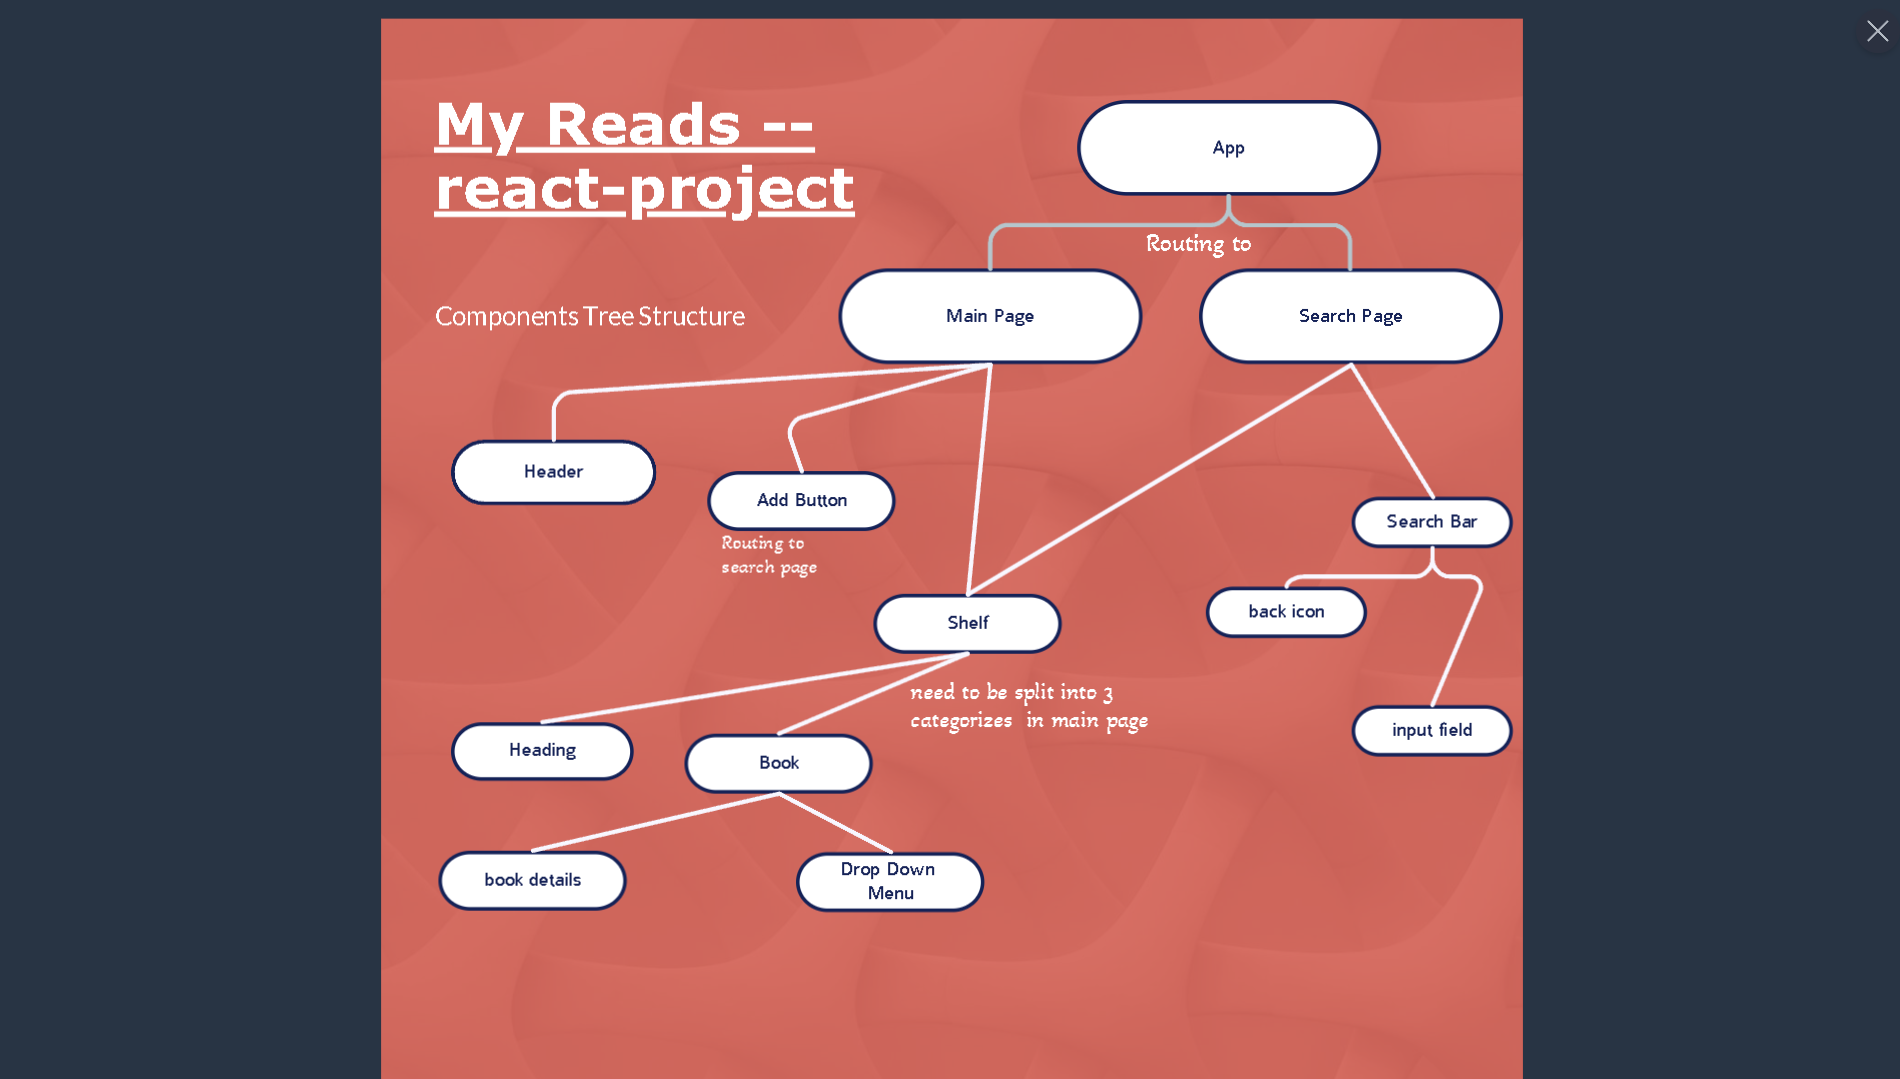 My Reads --
react-project
Components Tree Structure
App
Routing to
Main Page
Search Page
Header
Add Button
Routing to
search page
Search Bar
back icon
input field
Shelf
need to be split into 3
categorizes in main page
Heading
Book
book details
Drop Down
Menu